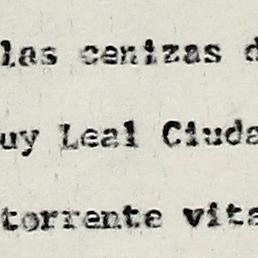 las cenizas d
uy Leal Ciuda
torrente vita